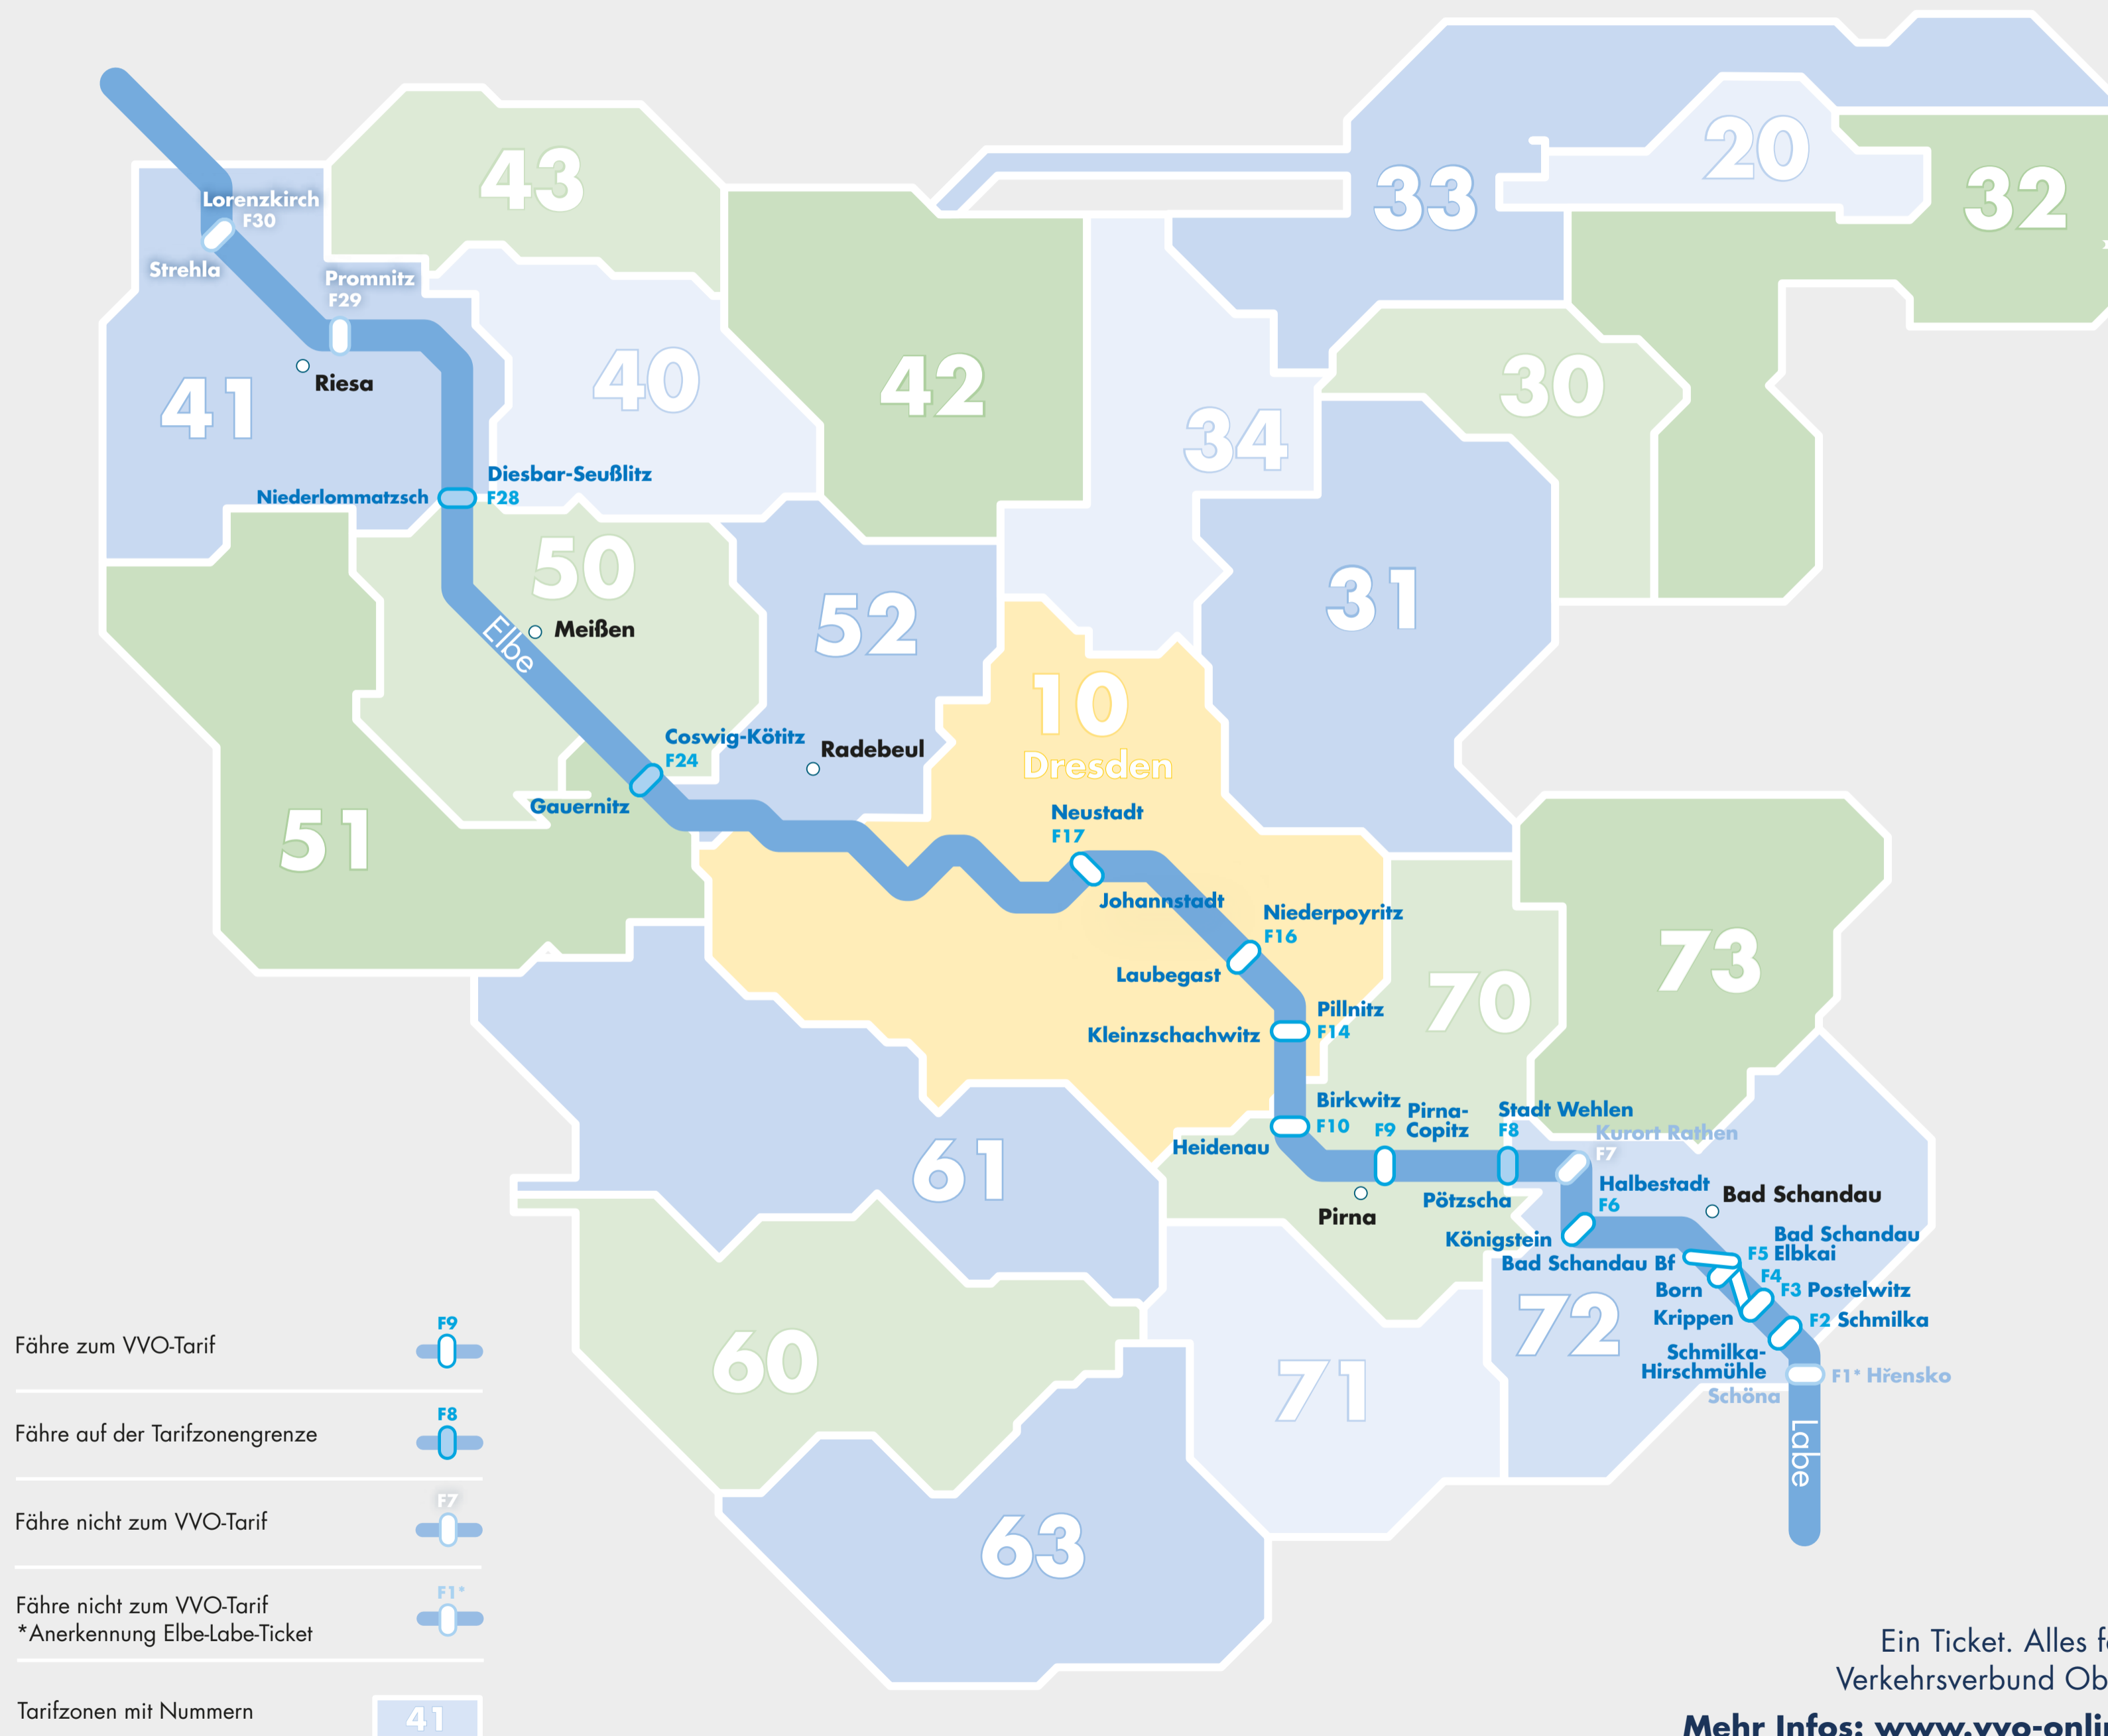 43
20
33
32
Lorenzkirch
F30
Strehla
Promnitz
F29
Riesa
41
40
42
34
30
Diesbar-Seußlitz
Niederlommatzsch
F28
50
52
31
Meißen
Elbe
10
Dresden
Coswig-Kötitz
F24
Radebeul
Gauernitz
51
Neustadt
F17
Johannstadt
Niederpoyritz
F16
Laubegast
70
73
Pillnitz
F14
Kleinzschachwitz
Birkwitz
F10
Heidenau
Pirna-
Copitz
F9
Stadt Wehlen
F8
Pötzscha
Kurort Rathen
F7
Halbestadt
F6
Königstein
Pirna
Bad Schandau
Bad Schandau
F5 Elbkai
Bad Schandau Bf
F4
Born
F3 Postelwitz
Krippen
F2 Schmilka
Schmilka-
Hirschmühle
F1* Hřensko
Schöna
Labe
61
60
71
72
63
F9
Fähre zum VVO-Tarif
F8
Fähre auf der Tarifzonengrenze
F7
Fähre nicht zum VVO-Tarif
F1*
Fähre nicht zum VVO-Tarif
*Anerkennung Elbe-Labe-Ticket
Tarifzonen mit Nummern
41
Ein Ticket. Alles
Verkehrsverbund
Mehr Infos: